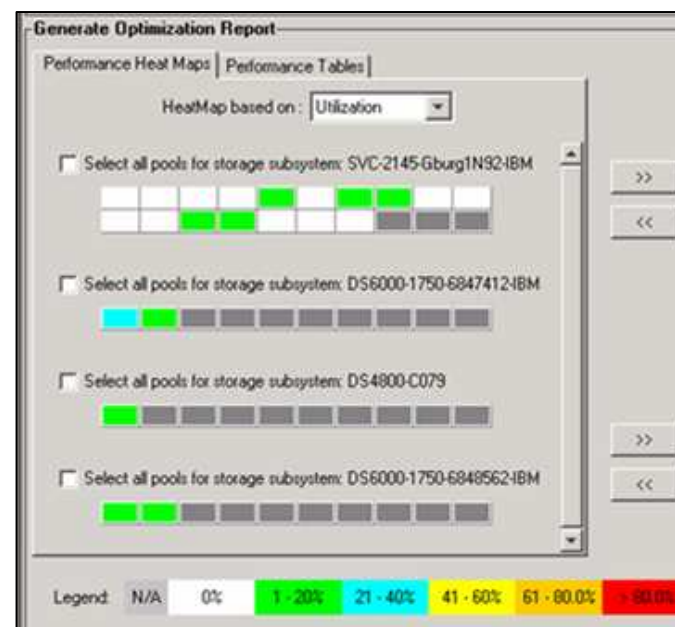 Generate Optimization Report
Performance Heat Maps Performance Tables
HeatMap based on : Utilization
Select all pools for storage subsystem: SVC-2145-Gburg1N92-IBM
>>
<<
Select all pools for storage subsystem: DS6000-1750-6847412-IBM
Select all pools for storage subsystem: DS4800-C079
>>
Select all pools for storage subsystem: DS6000-1750-6848562-IBM
<<
Legend: N/A 0% 1 - 20% 21 - 40% 41 - 60% 61 - 80.0% > 80.0%